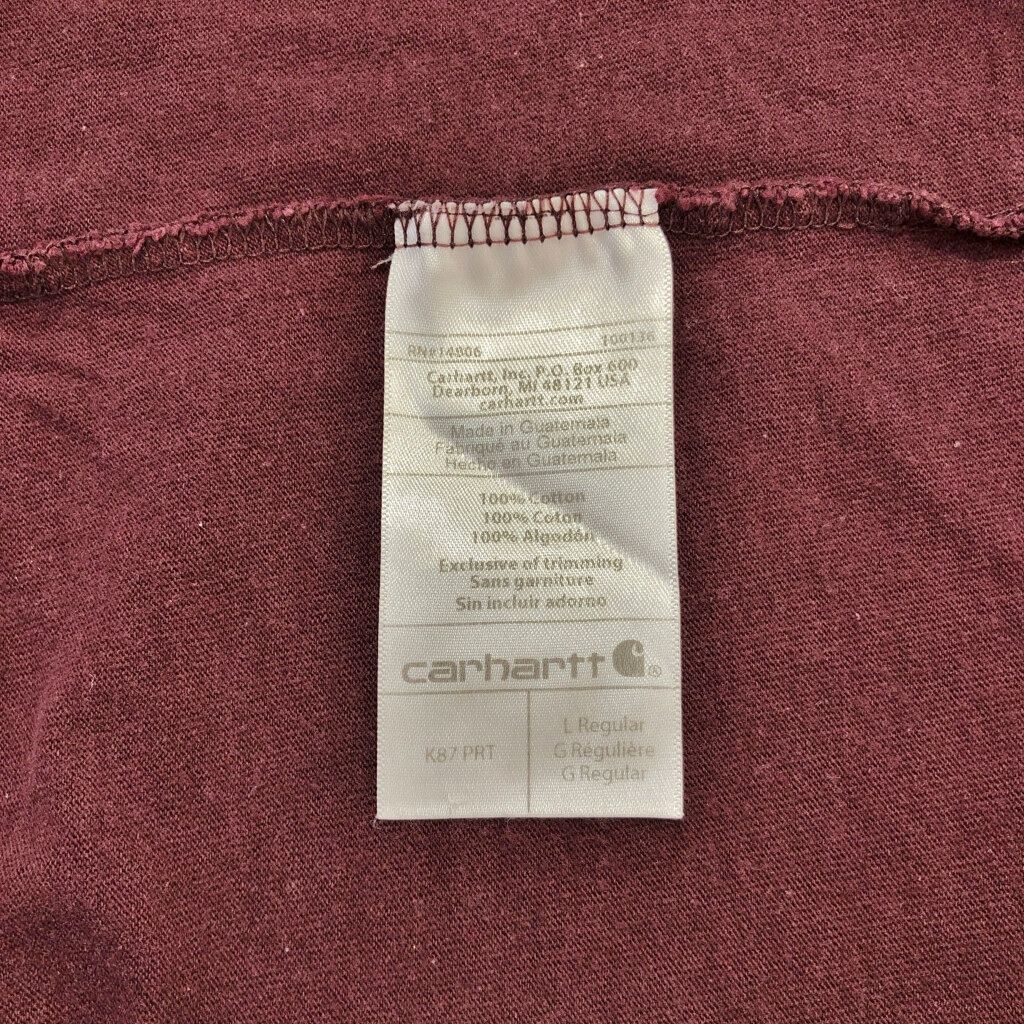 RN#14806 100136
Carhartt, Inc. P.O. Box 600
Dearborn, MI 48121 USA
carhartt.com
Made in Guatemala
Fabriqué au Guatemala
Hecho en Guatemala
100% Cotton
100% Coton
100% Algodón
Exclusive of trimming
Sans garniture
Sin incluir adorno
carhartt ®
K87 PRT
L Regular
G Régulière
G Regular